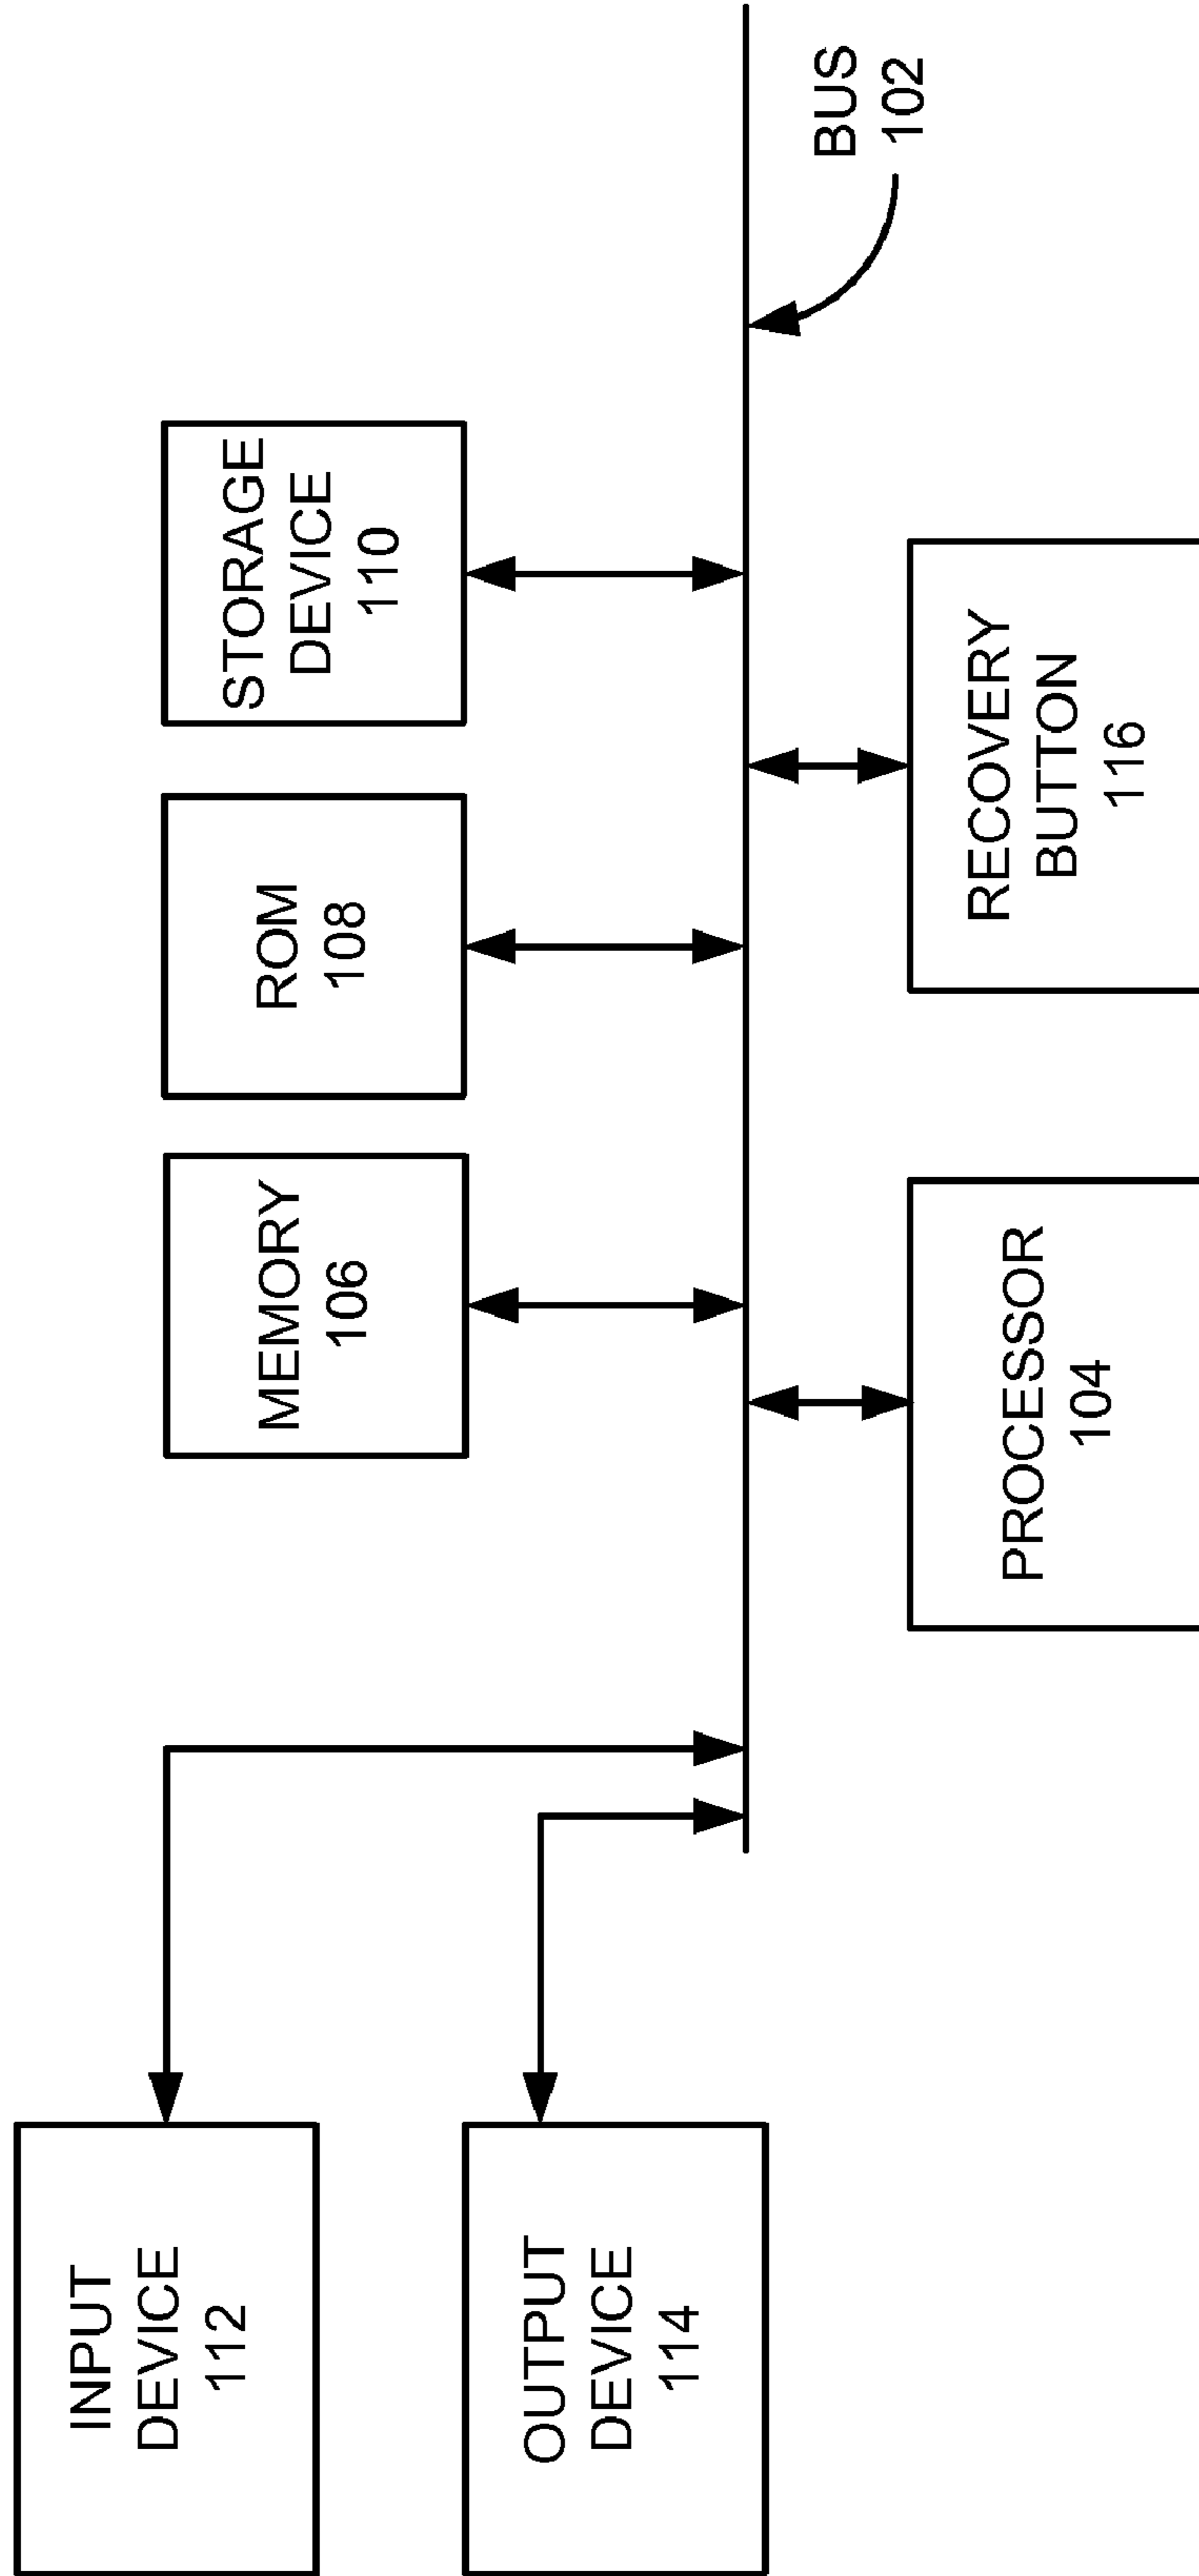 INPUT
DEVICE
112
OUTPUT
DEVICE
114
MEMORY
106
ROM
108
STORAGE
DEVICE
110
BUS
102
PROCESSOR
104
RECOVERY
BUTTON
116